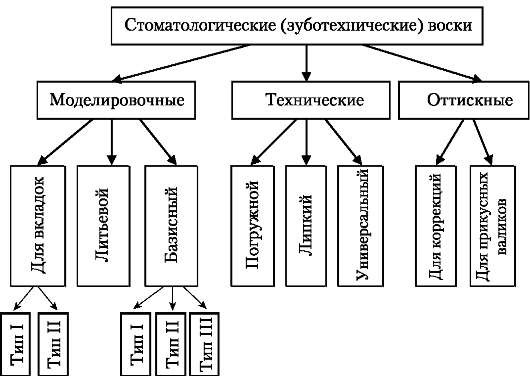 Стоматологические (зуботехнические) воски
Моделировочные
Технические
Оттискные
Для вкладок
Литьевой
Базисный
Погружной
Липкий
Универсальный
Для коррекций
Для прикусных
валиков
Тип I
Тип II
Тип I
Тип II
Тип III